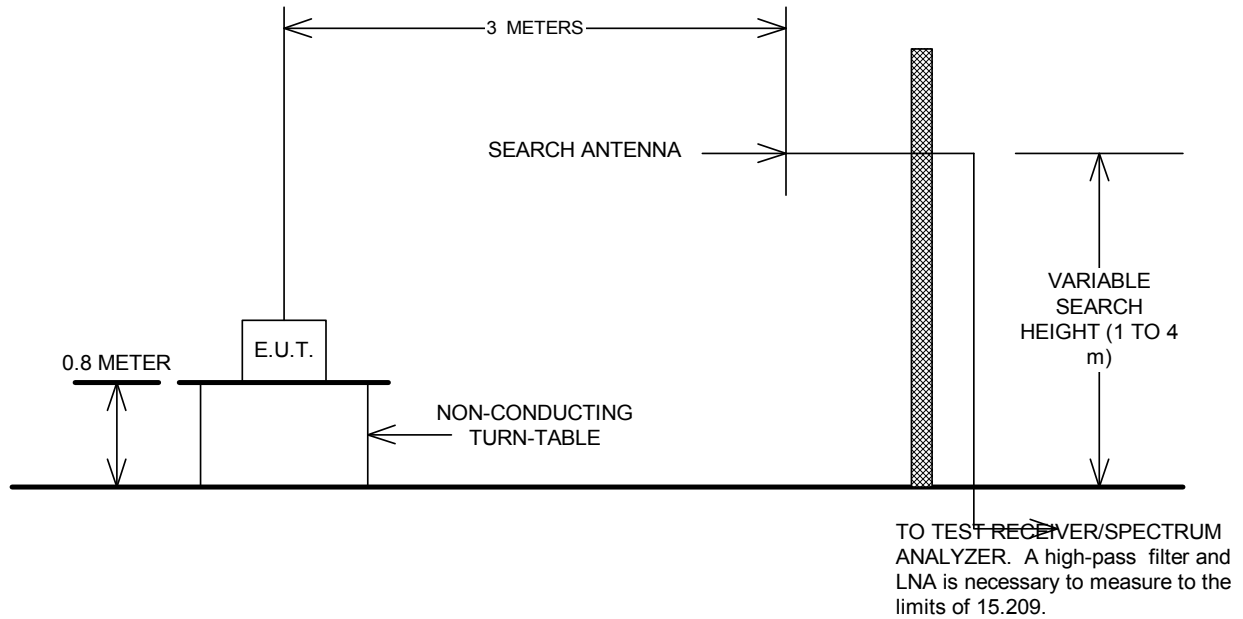 3 METERS
SEARCH ANTENNA
VARIABLE
SEARCH
HEIGHT (1 TO 4
m)
E.U.T.
0.8 METER
NON-CONDUCTING
TURN-TABLE
TO TEST RECEIVER/SPECTRUM
ANALYZER. A high-pass filter and
LNA is necessary to measure to the
limits of 15.209.